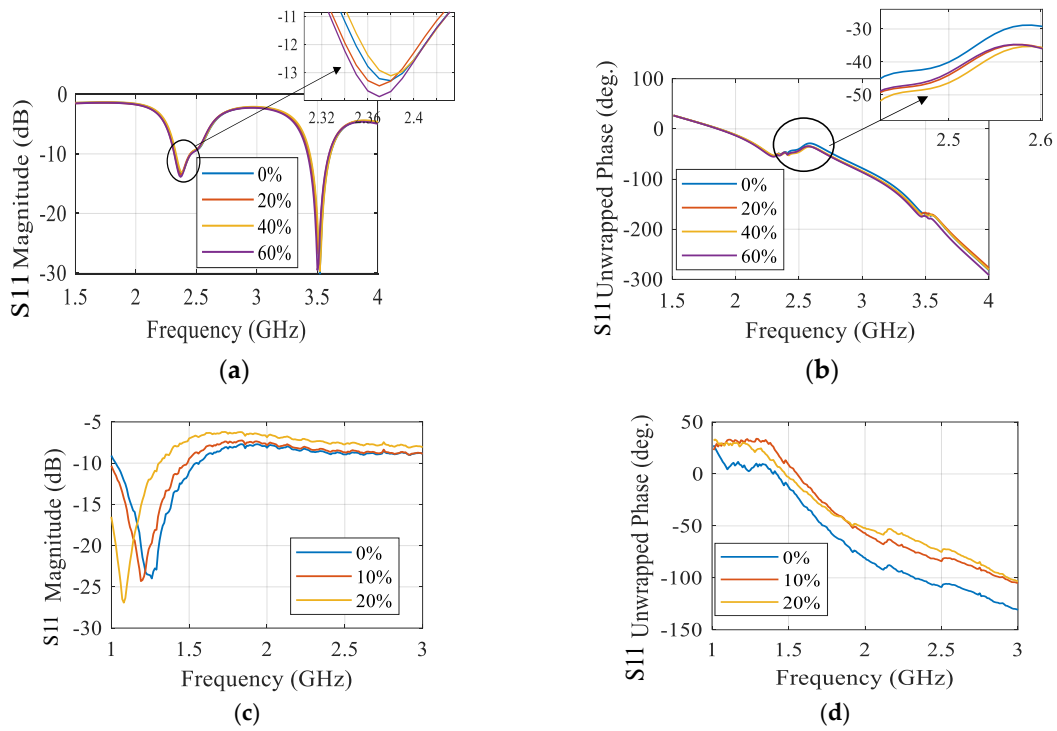 -11
-12
-13
2.32 2.36 2.4
0
-10
-20
-30
S11 Magnitude (dB)
0%
20%
40%
60%
1.5 2 2.5 3 3.5 4
Frequency (GHz)
(a)
-30
-40
-50
2.5 2.6
100
0
-100
-200
-300
S11 Unwrapped Phase (deg.)
0%
20%
40%
60%
1.5 2 2.5 3 3.5 4
Frequency (GHz)
(b)
-5
-10
-15
-20
-25
-30
S11 Magnitude (dB)
0%
10%
20%
1 1.5 2 2.5 3
Frequency (GHz)
(c)
50
0
-50
-100
-150
S11 Unwrapped Phase (deg.)
0%
10%
20%
1 1.5 2 2.5 3
Frequency (GHz)
(d)